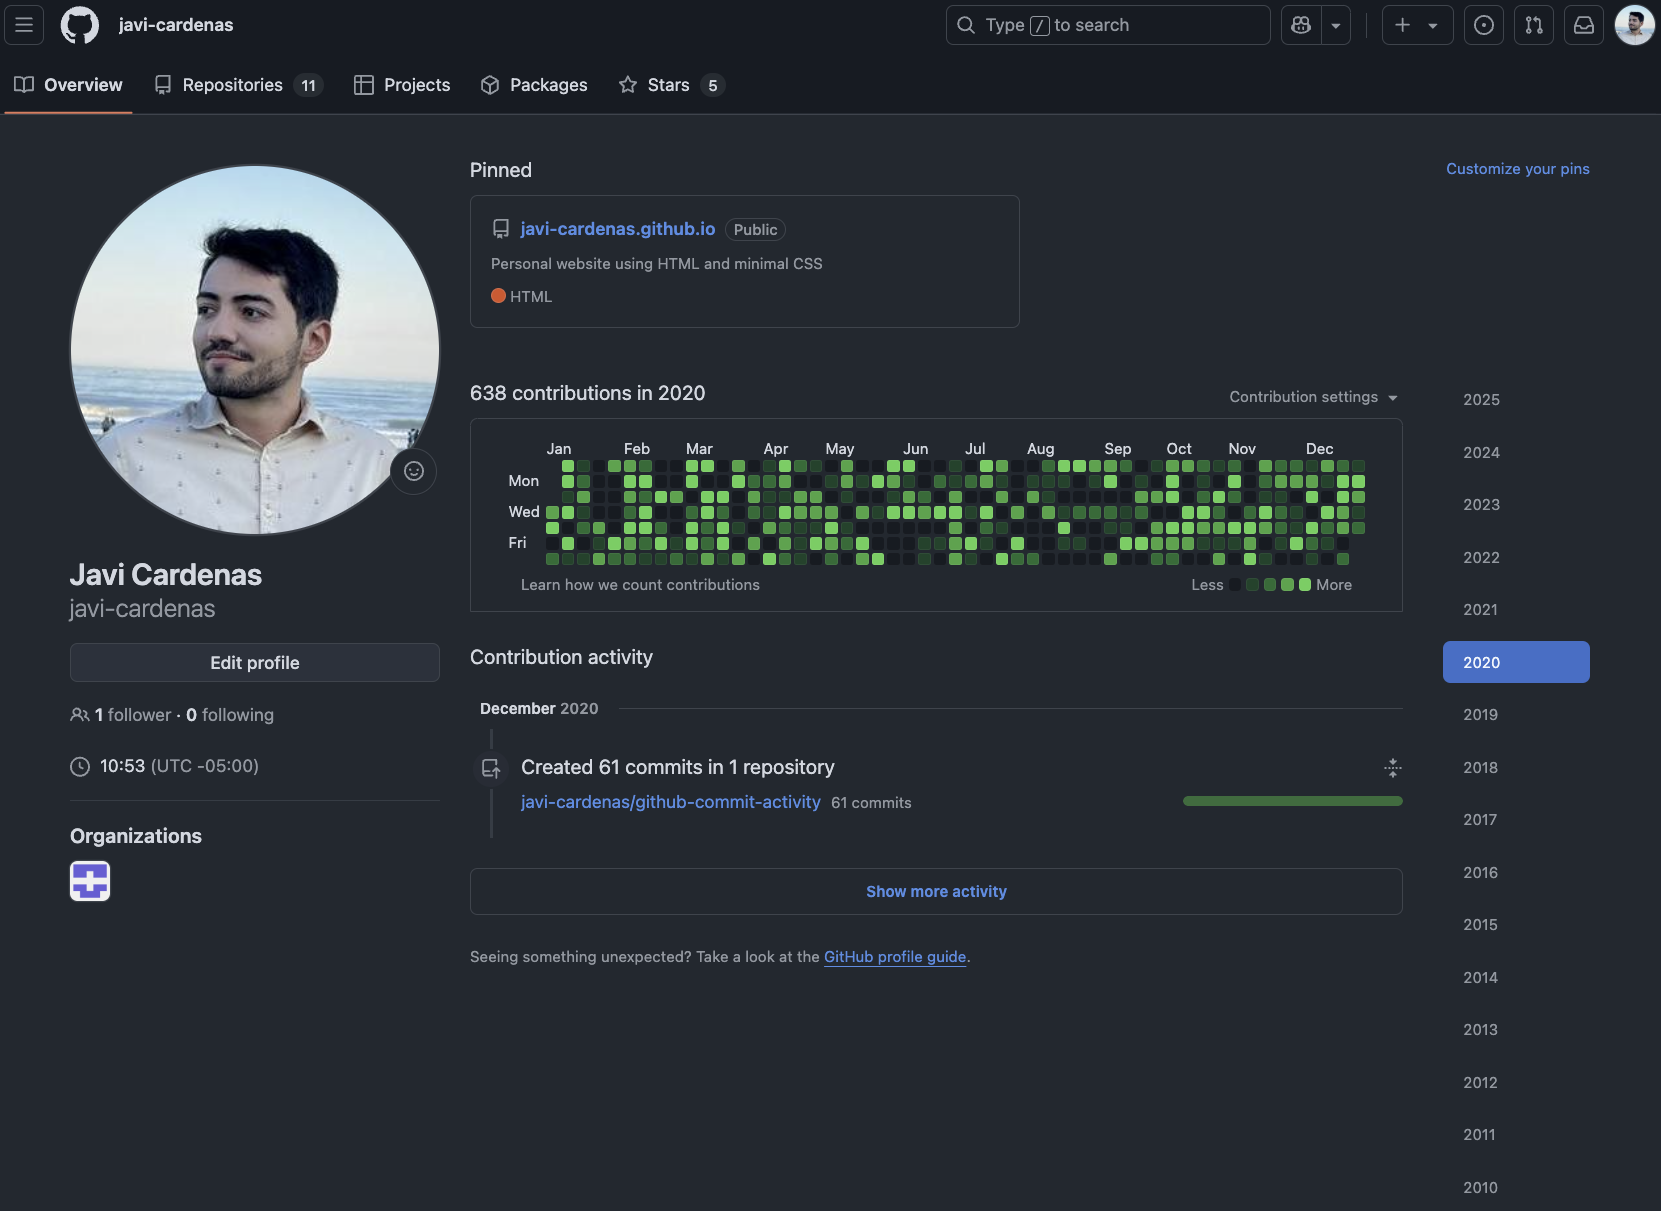 javi-cardenas
Type / to search
Overview
Repositories 11
Projects
Packages
Stars 5
Pinned
Customize your pins
javi-cardenas.github.io Public
Personal website using HTML and minimal CSS
HTML
638 contributions in 2020
Contribution settings
Jan Feb Mar Apr May Jun Jul Aug Sep Oct Nov Dec
Mon
Wed
Fri
Learn how we count contributions
Less More
Javi Cardenas
javi-cardenas
Edit profile
1 follower · 0 following
10:53 (UTC -05:00)
Organizations
Contribution activity
December 2020
Created 61 commits in 1 repository
javi-cardenas/github-commit-activity 61 commits
Show more activity
Seeing something unexpected? Take a look at the GitHub profile guide.
2025
2024
2023
2022
2021
2020
2019
2018
2017
2016
2015
2014
2013
2012
2011
2010